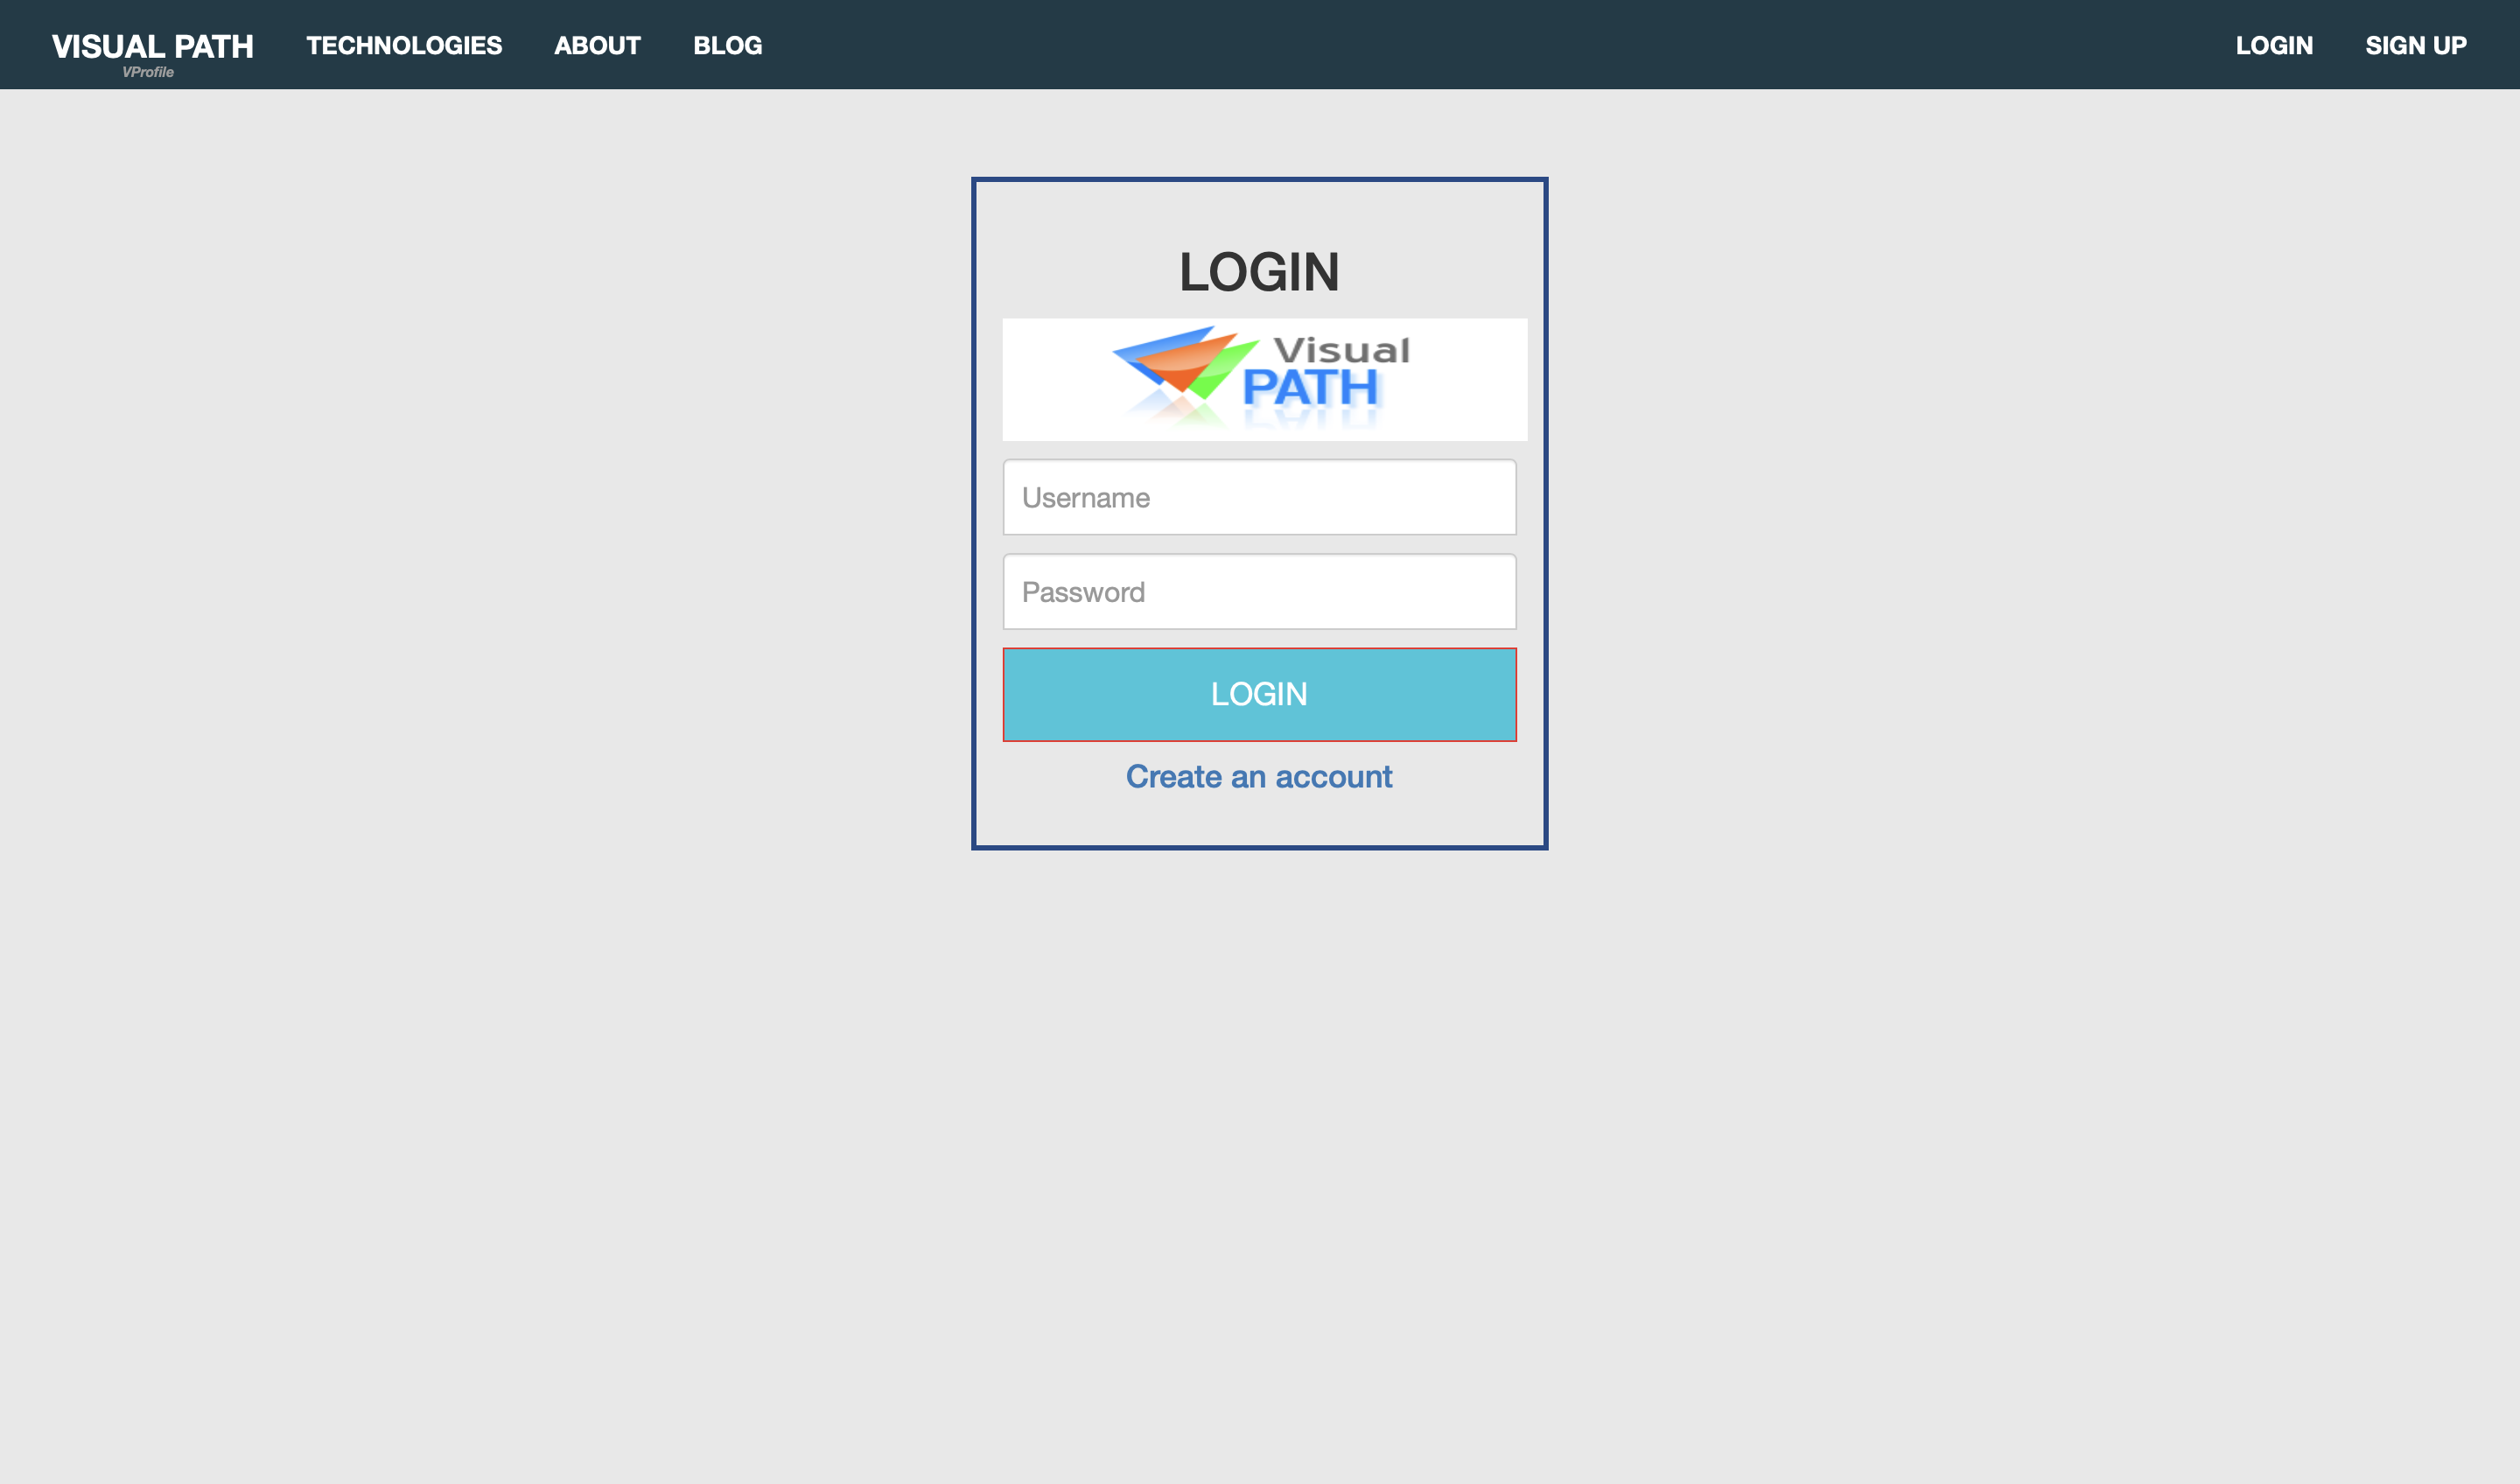 VISUAL PATH TECHNOLOGIES ABOUT BLOG LOGIN SIGN UP
VProfile
LOGIN
Visual
PATH
Username
Password
LOGIN
Create an account